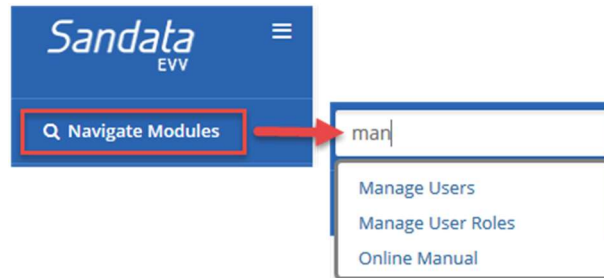 Sandata
EVV
Navigate Modules
man
Manage Users
Manage User Roles
Online Manual